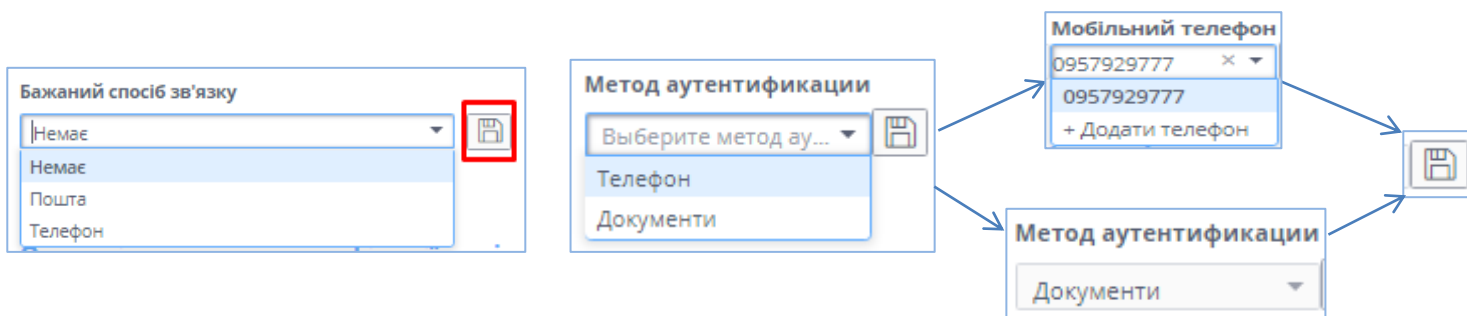 Бажаний спосіб зв'язку
Немає
Немає
Пошта
Телефон
Метод аутентификации
Выберите метод ау...
Телефон
Документи
Мобільний телефон
0957929777
0957929777
+ Додати телефон
Метод аутентификации
Документи